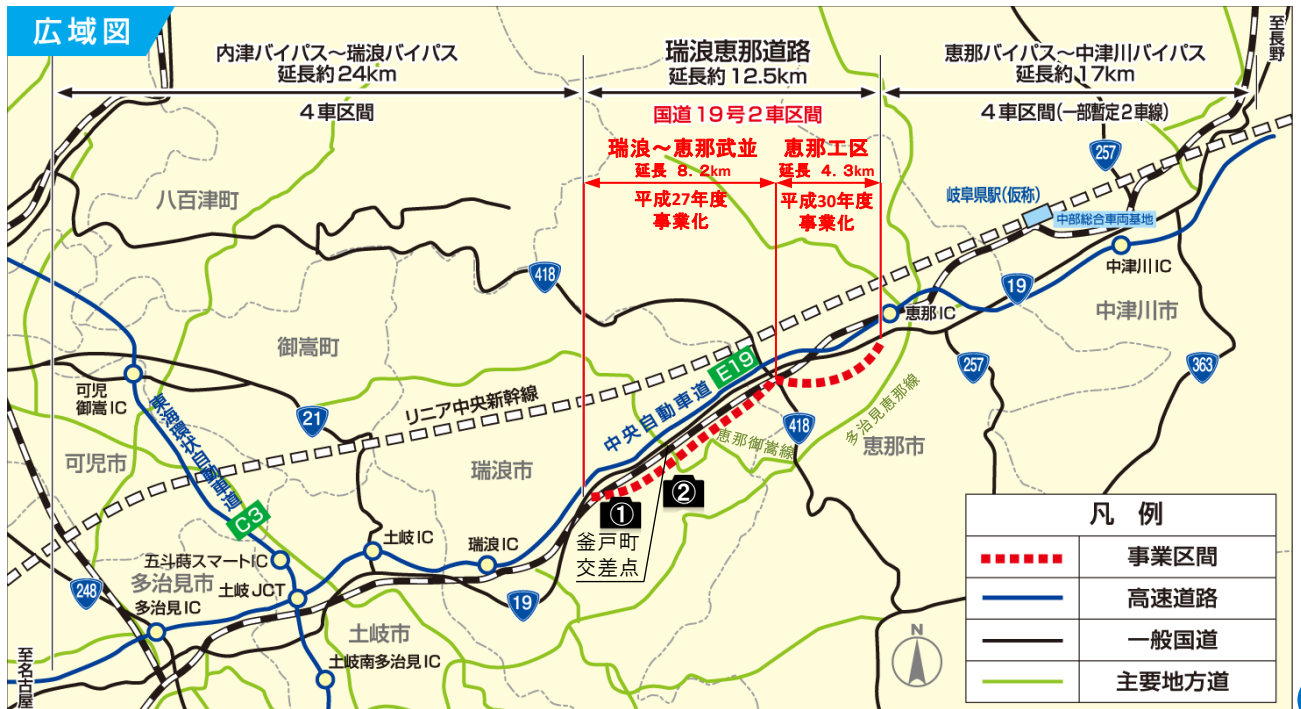 広域図
内津バイパス～瑞浪バイパス
延長約24km
4車区間
瑞浪恵那道路
延長約12.5km
国道19号2車区間
恵那バイパス～中津川バイパス
延長約17km
4車区間(一部暫定2車線)
至長野
瑞浪～恵那武並
延長 8.2km
平成27年度
事業化
恵那工区
延長 4.3km
平成30年度
事業化
257
八百津町
岐阜県駅(仮称)
中部総合車両基地
418
中津川IC
19
恵那IC
中津川市
御嵩町
可児
御嵩IC
21
リニア中央新幹線
中央自動車道
E19
257
363
東海環状自動車道
418
多治見恵那線
恵那御嵩線
恵那市
可児市
瑞浪市
C3
①
②
釜戸町
交差点
土岐IC
瑞浪IC
五斗蒔スマートIC
多治見市
土岐JCT
248
多治見IC
19
土岐市
土岐南多治見IC
至名古屋
N
凡 例
事業区間
高速道路
一般国道
主要地方道